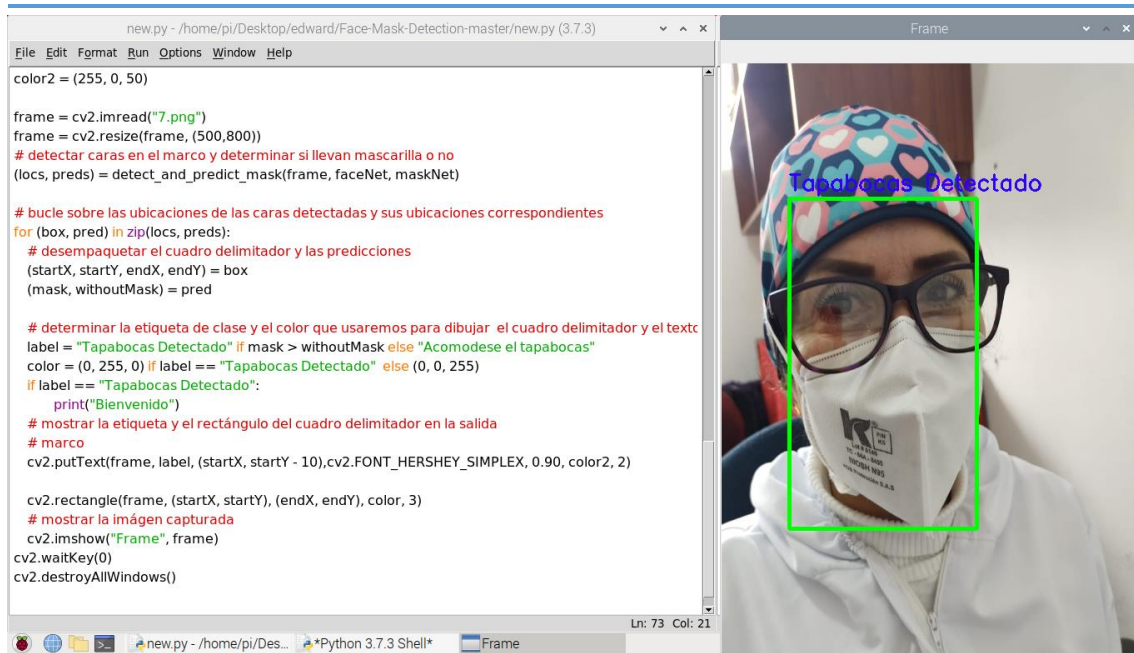 new.py - /home/pi/Desktop/edward/Face-Mask-Detection-master/new.py (3.7.3)
File Edit Format Run Options Window Help
color2 = (255, 0, 50)
frame = cv2.imread("7.png")
frame = cv2.resize(frame, (500,800))
# detectar caras en el marco y determinar si llevan mascarilla o no
(locs, preds) = detect_and_predict_mask(frame, faceNet, maskNet)
# bucle sobre las ubicaciones de las caras detectadas y sus ubicaciones correspondientes
for (box, pred) in zip(locs, preds):
# desempaquetar el cuadro delimitador y las predicciones
(startX, startY, endX, endY) = box
(mask, withoutMask) = pred
# determinar la etiqueta de clase y el color que usaremos para dibujar  el cuadro delimitador y el texto
label = "Tapabocas Detectado" if mask > withoutMask else "Acomodese el tapabocas"
color = (0, 255, 0) if label == "Tapabocas Detectado"  else (0, 0, 255)
if label == "Tapabocas Detectado":
print("Bienvenido")
# mostrar la etiqueta y el rectángulo del cuadro delimitador en la salida
# marco
cv2.putText(frame, label, (startX, startY - 10),cv2.FONT_HERSHEY_SIMPLEX, 0.90, color2, 2)
cv2.rectangle(frame, (startX, startY), (endX, endY), color, 3)
# mostrar la imágen capturada
cv2.imshow("Frame", frame)
cv2.waitKey(0)
cv2.destroyAllWindows()
Ln: 73 Col: 21
new.py - /home/pi/Des...
*Python 3.7.3 Shell*
Frame
Frame
Tapabocas Detectado
NIOSH N95